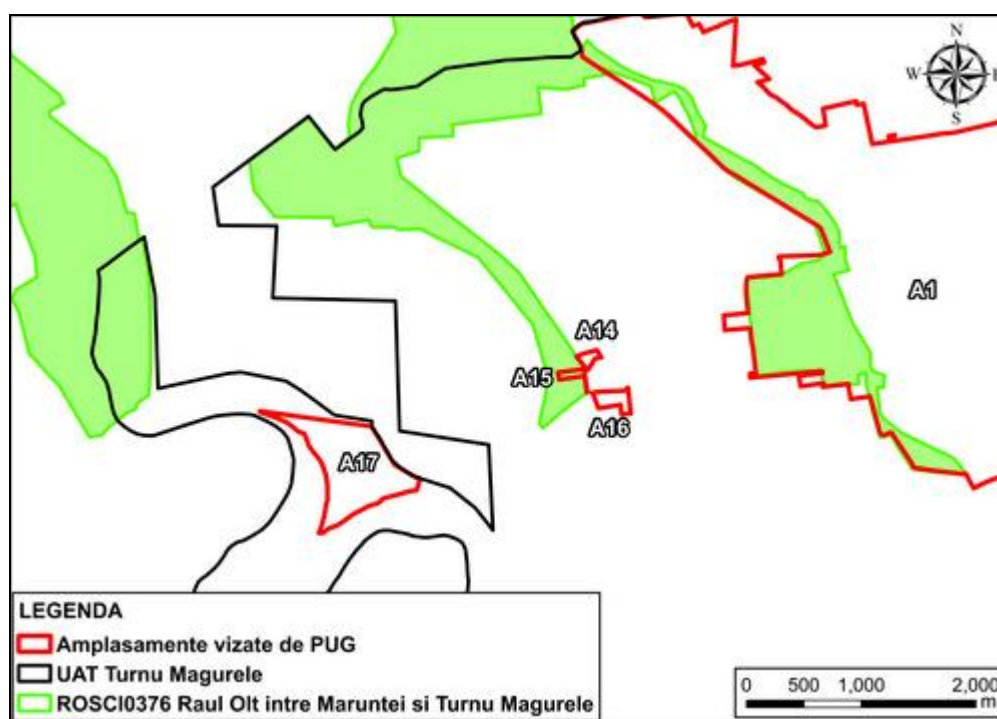 N
W
E
S
A1
A14
A15
A16
A17
LEGENDA
Amplasamente vizate de PUG
UAT Turnu Magurele
ROSCI0376 Raul Olt intre Maruntei si Turnu Magurele
0 500 1,000 2,000
m